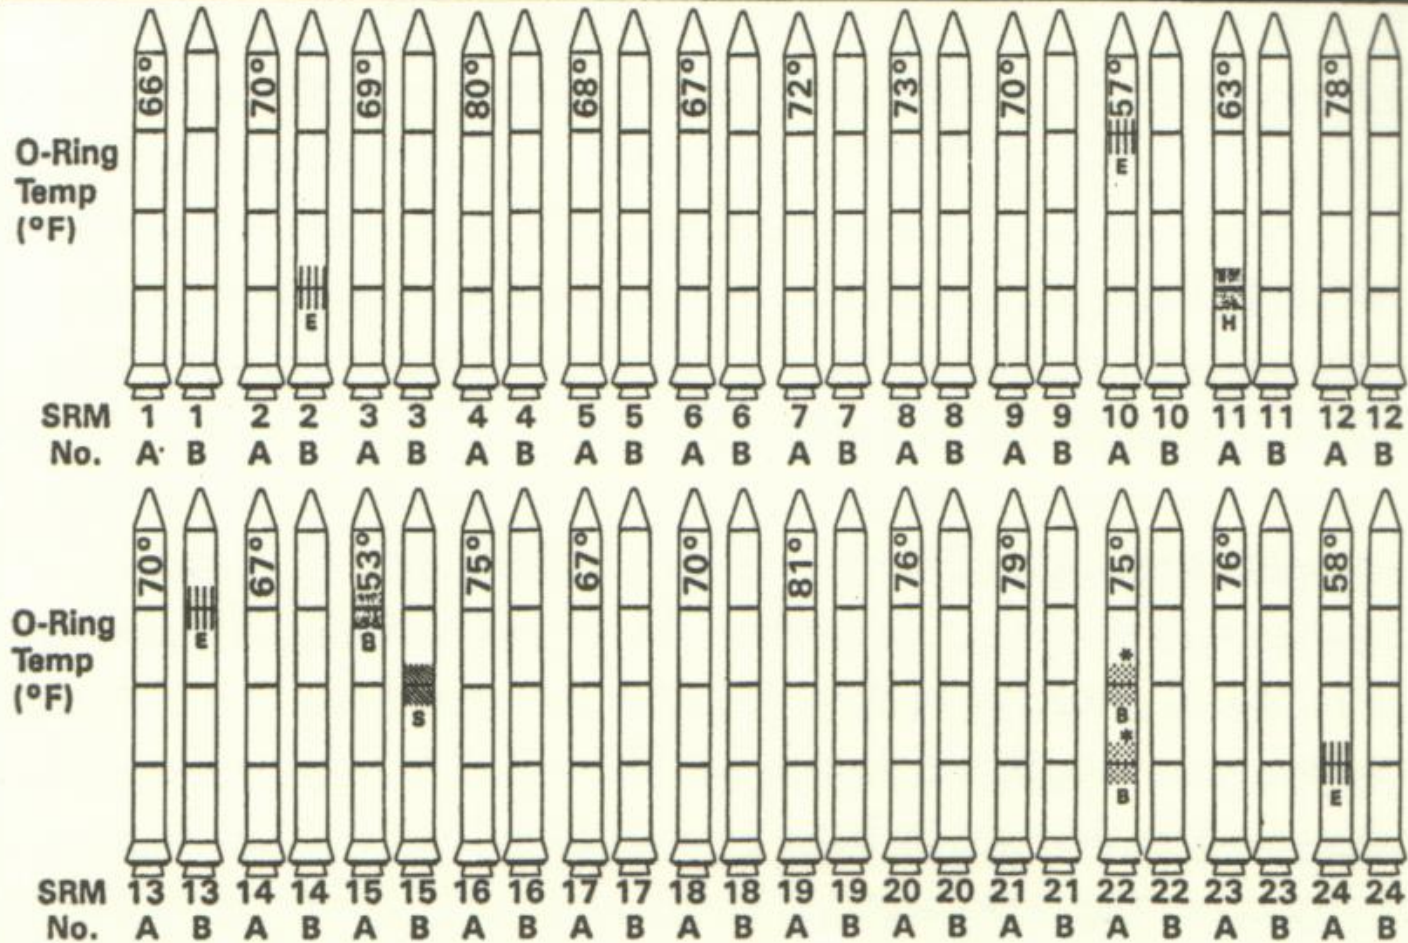 66° 70° 69° 80° 68° 67° 72° 73° 70° 57° 63° 78°
O-Ring
Temp
(°F)
E
H
E
SRM 1 1 2 2 3 3 4 4 5 5 6 6 7 7 8 8 9 9 10 10 11 11 12 12
No. A B A B A B A B A B A B A B A B A B A B A B A B
70° 67° 53° 75° 67° 70° 81° 76° 79° 75° 76° 58°
O-Ring
Temp
(°F)
E B
*
S B
*
B E
SRM 13 13 14 14 15 15 16 16 17 17 18 18 19 19 20 20 21 21 22 22 23 23 24 24
No. A B A B A B A B A B A B A B A B A B A B A B A B